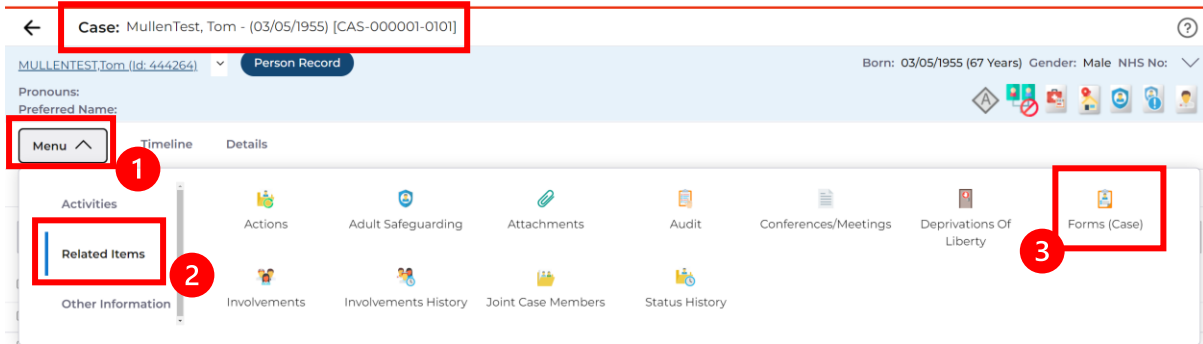 Case: MullenTest, Tom - (03/05/1955) [CAS-000001-0101]
MULLENTEST,Tom (Id: 444264) Person Record Born: 03/05/1955 (67 Years) Gender: Male NHS No:
Pronouns:
Preferred Name:
A
Menu Timeline Details
1
Activities
Related Items
2
Other Information
Actions Adult Safeguarding Attachments Audit Conferences/Meetings Deprivations Of Liberty Forms (Case)
3
Involvements Involvements History Joint Case Members Status History